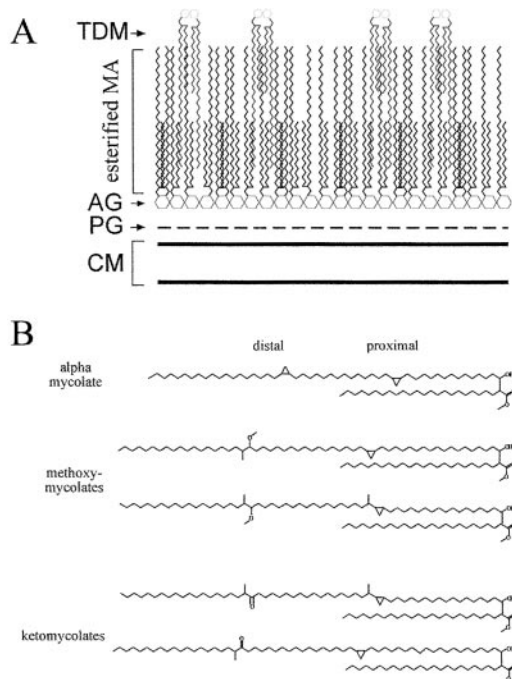 A
TDM
esterified MA
AG
PG
CM
B
distal proximal
alpha
mycolate
methoxy-
mycolates
ketomycolates